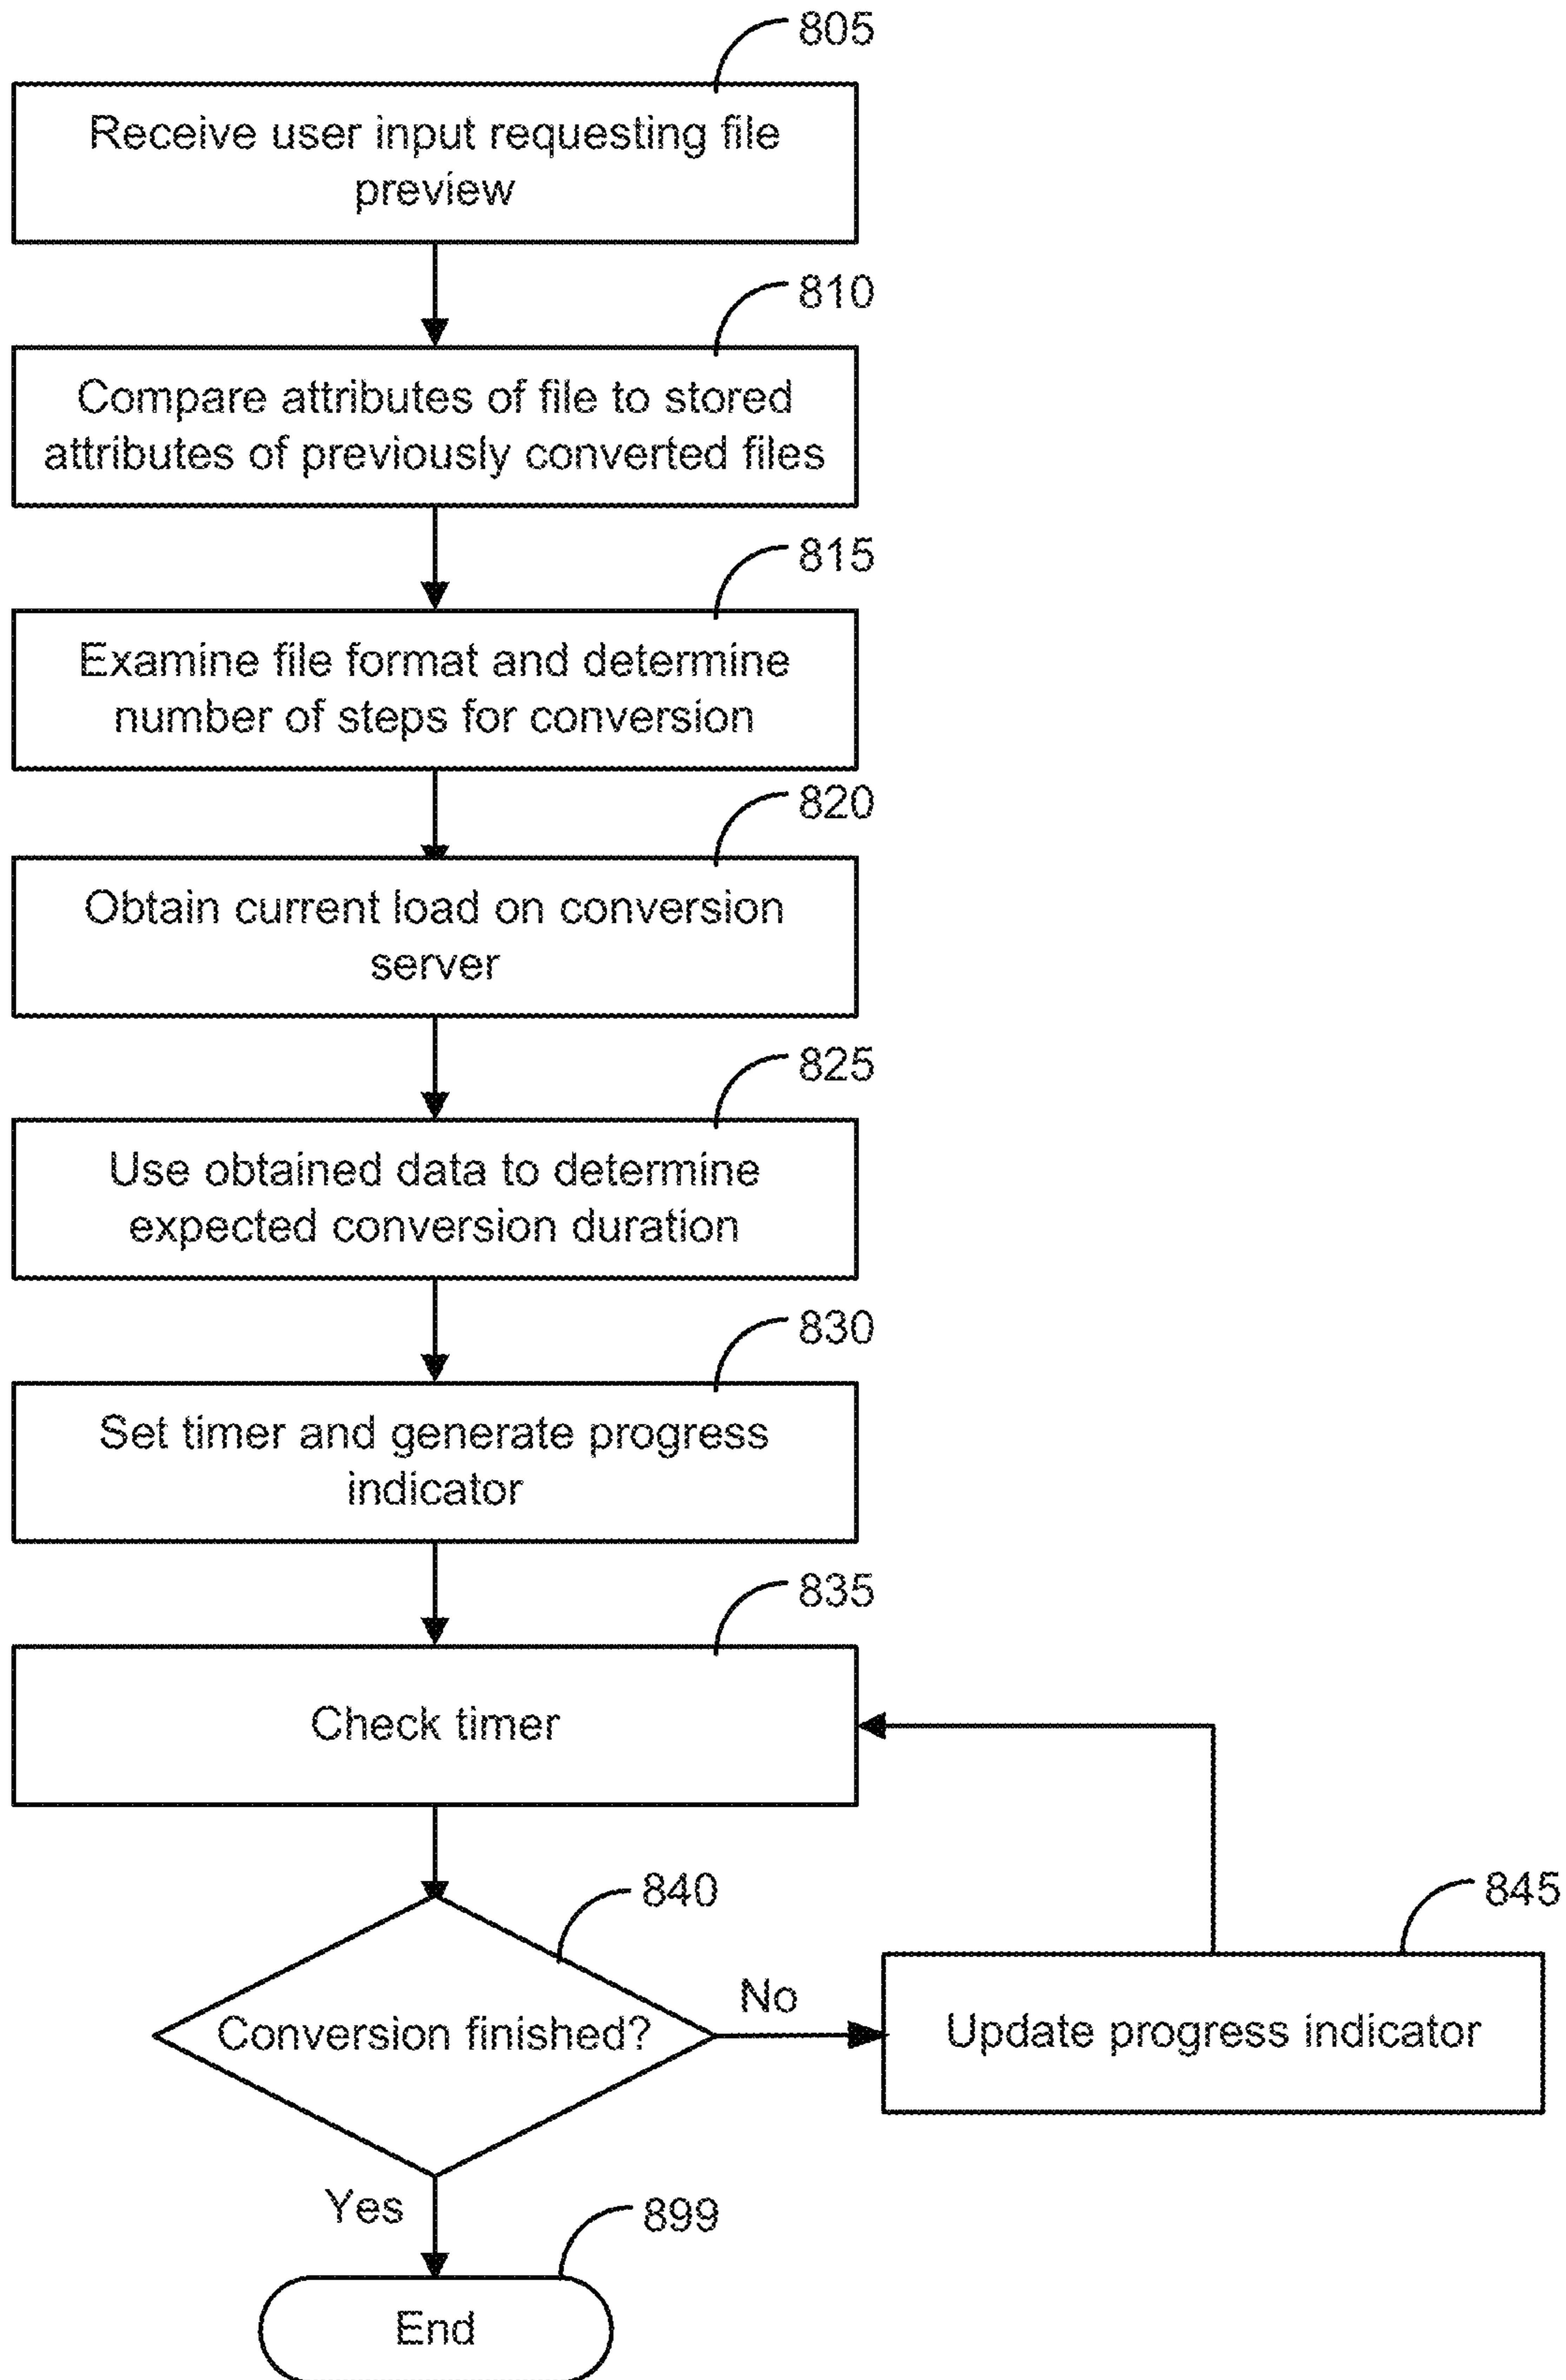 805
Receive user input requesting file
preview
810
Compare attributes of file to stored
attributes of previously converted files
815
Examine file format and determine
number of steps for conversion
820
Obtain current load on conversion
server
825
Use obtained data to determine
expected conversion duration
830
Set timer and generate progress
indicator
835
Check timer
840
845
Conversion finished?
No
Update progress indicator
Yes
899
End